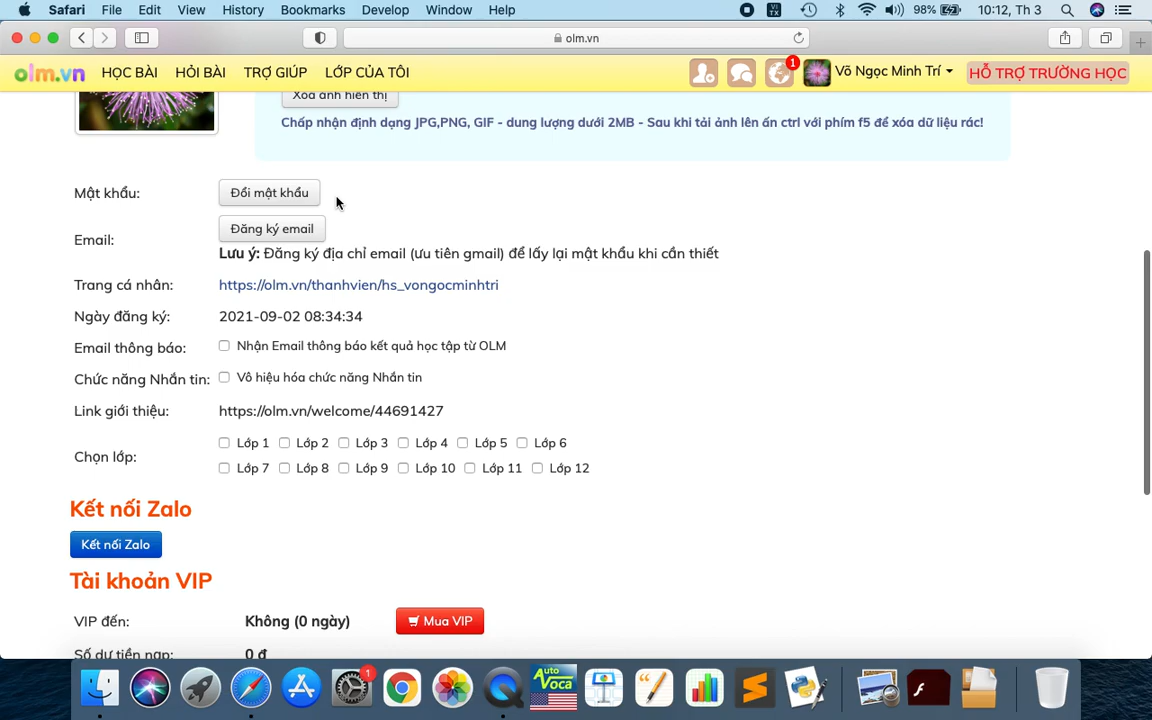 Safari File Edit View History Bookmarks Develop Window Help VI TX 98% 10:12, Th 3
olm.vn
olm.vn HỌC BÀI HỎI BÀI TRỢ GIÚP LỚP CỦA TÔI 1 Võ Ngọc Minh Trí HỖ TRỢ TRƯỜNG HỌC
Xoá ảnh hiển thị
Chấp nhận định dạng JPG,PNG, GIF - dung lượng dưới 2MB - Sau khi tải ảnh lên ấn ctrl với phím f5 để xóa dữ liệu rác!
Mật khẩu: Đổi mật khẩu
Đăng ký email
Email:
Lưu ý: Đăng ký địa chỉ email (ưu tiên gmail) để lấy lại mật khẩu khi cần thiết
Trang cá nhân: https://olm.vn/thanhvien/hs_vongocminhtri
Ngày đăng ký: 2021-09-02 08:34:34
Email thông báo: Nhận Email thông báo kết quả học tập từ OLM
Chức năng Nhắn tin: Vô hiệu hóa chức năng Nhắn tin
Link giới thiệu: https://olm.vn/welcome/44691427
Lớp 1 Lớp 2 Lớp 3 Lớp 4 Lớp 5 Lớp 6
Chọn lớp:
Lớp 7 Lớp 8 Lớp 9 Lớp 10 Lớp 11 Lớp 12
Kết nối Zalo
Kết nối Zalo
Tài khoản VIP
VIP đến: Không (0 ngày) Mua VIP
Số dư tiền nạp: 0 đ
1 Auto Voca